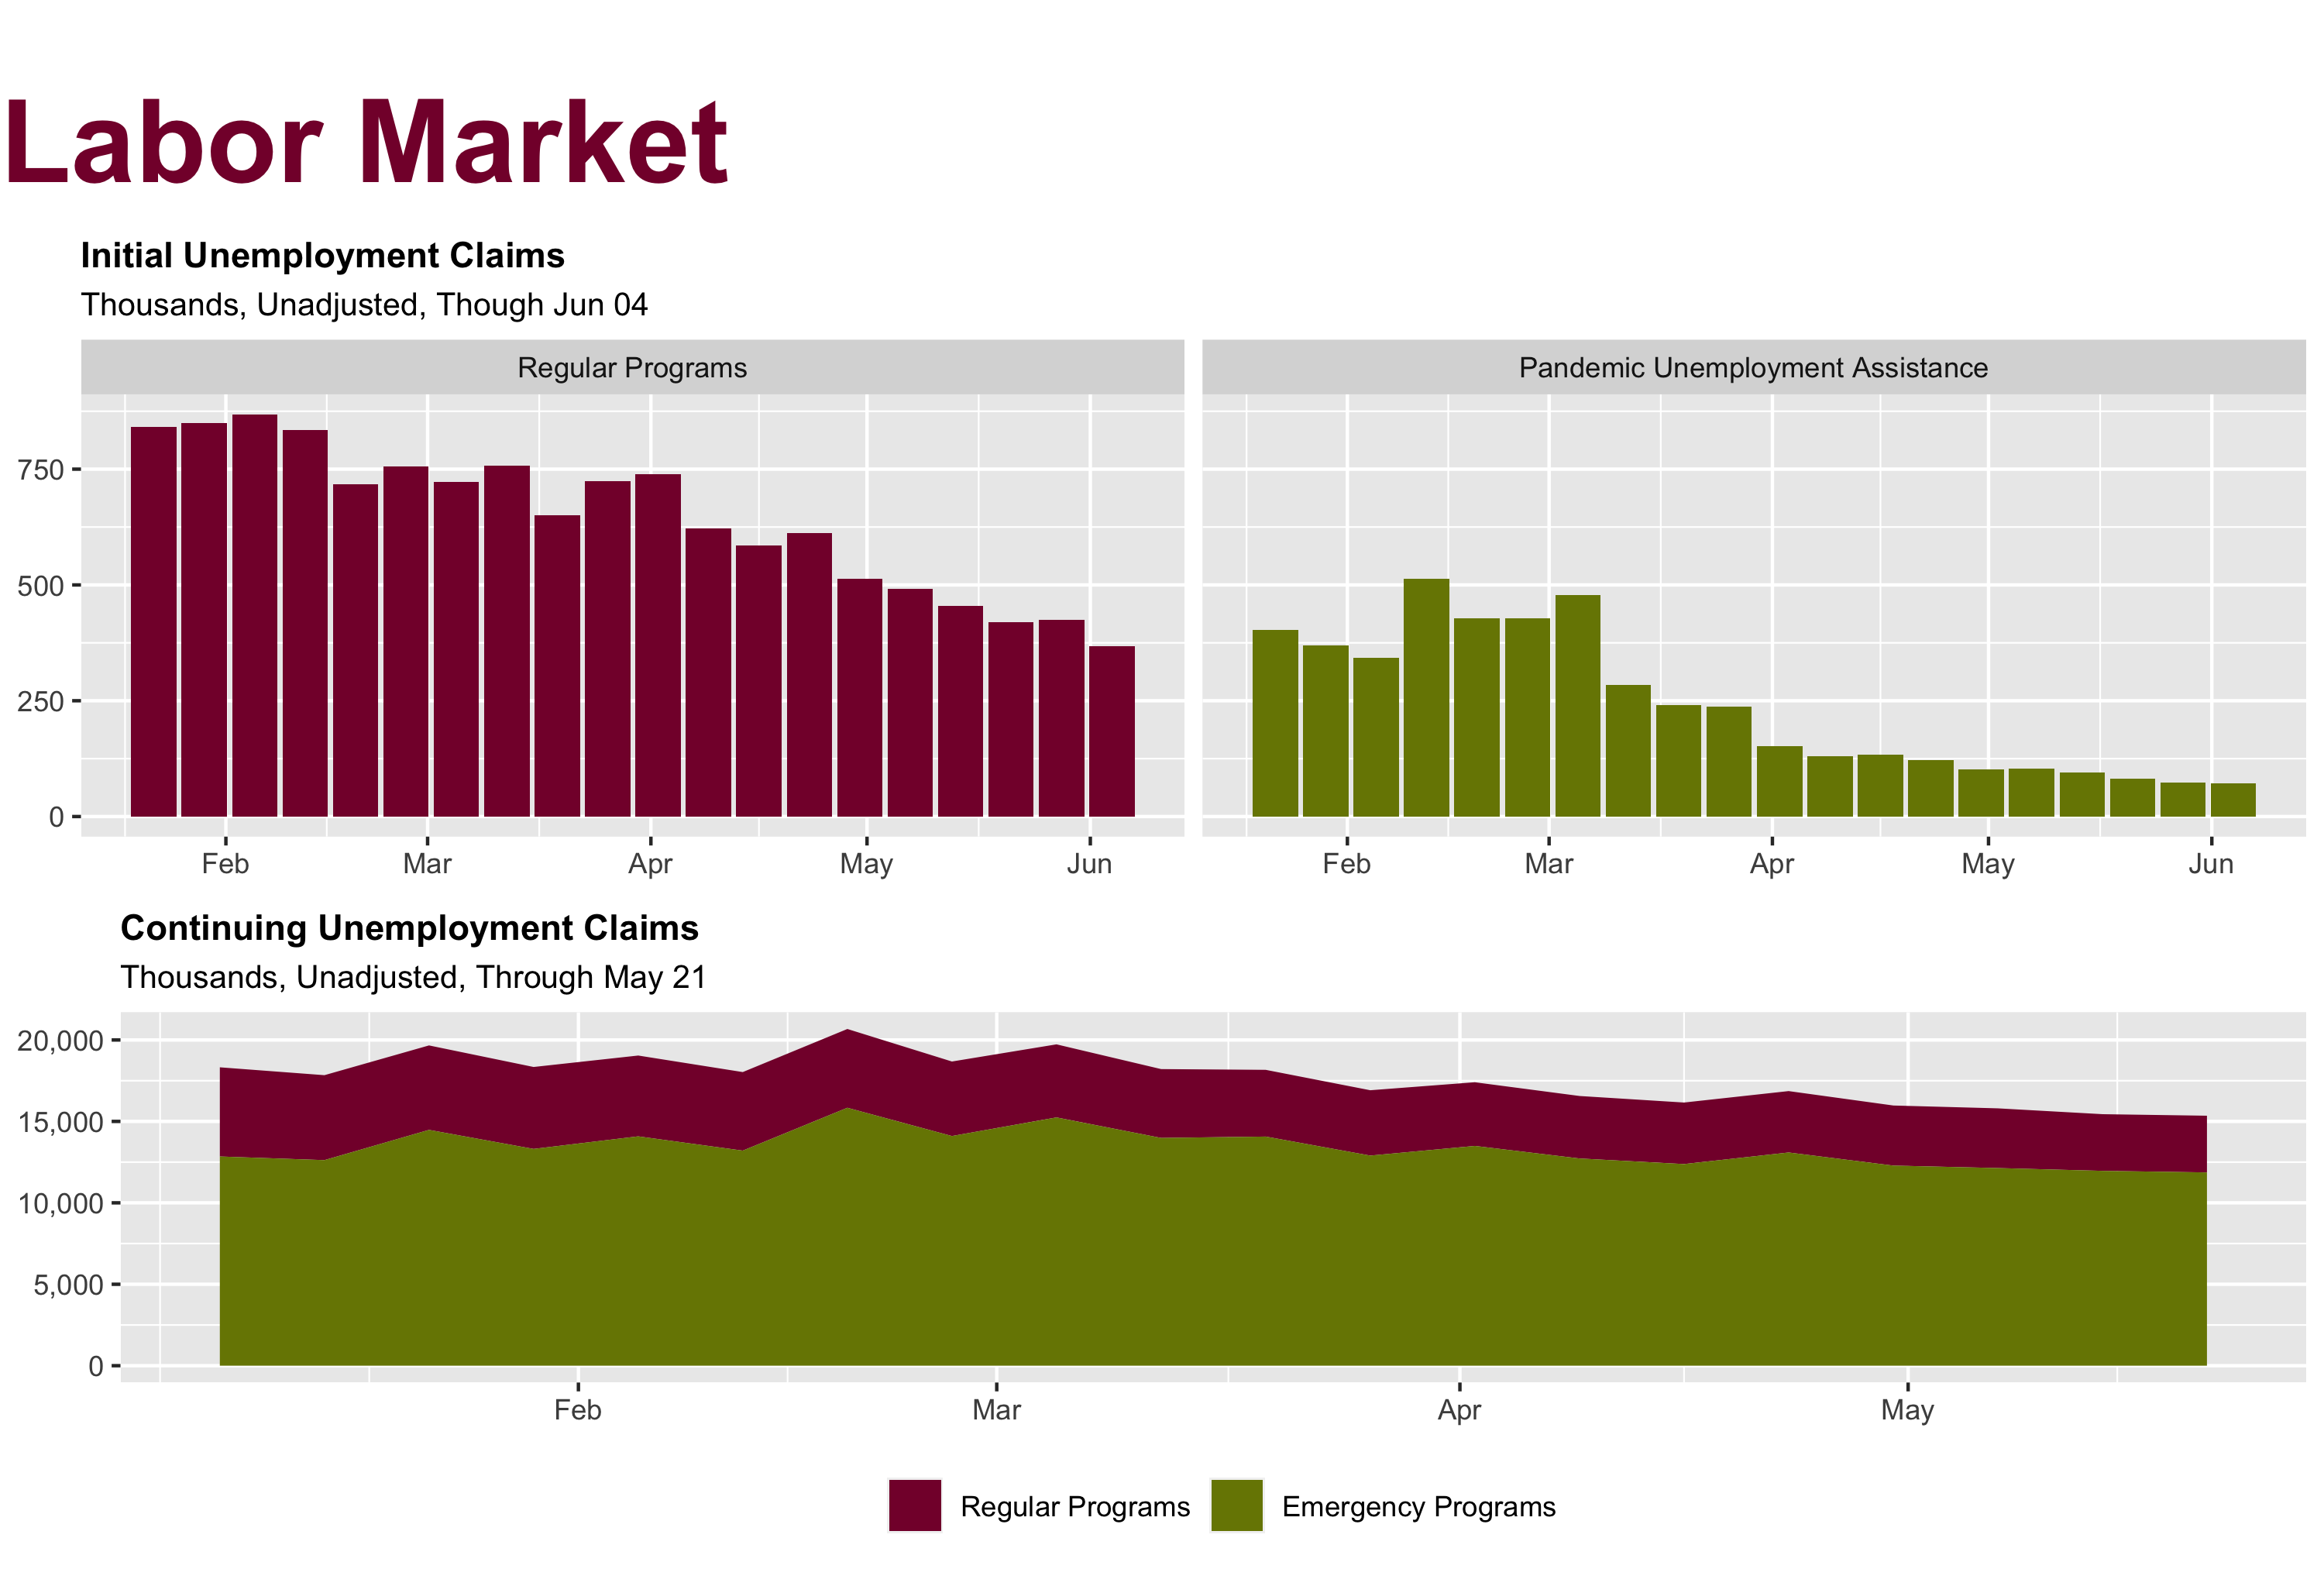 Labor Market
Initial Unemployment Claims
Thousands, Unadjusted, Though Jun 04
Regular Programs
Pandemic Unemployment Assistance
750
500
250
0
Feb Mar Apr May Jun
Feb Mar Apr May Jun
Continuing Unemployment Claims
Thousands, Unadjusted, Through May 21
20,000
15,000
10,000
5,000
0
Feb Mar Apr May
Regular Programs Emergency Programs